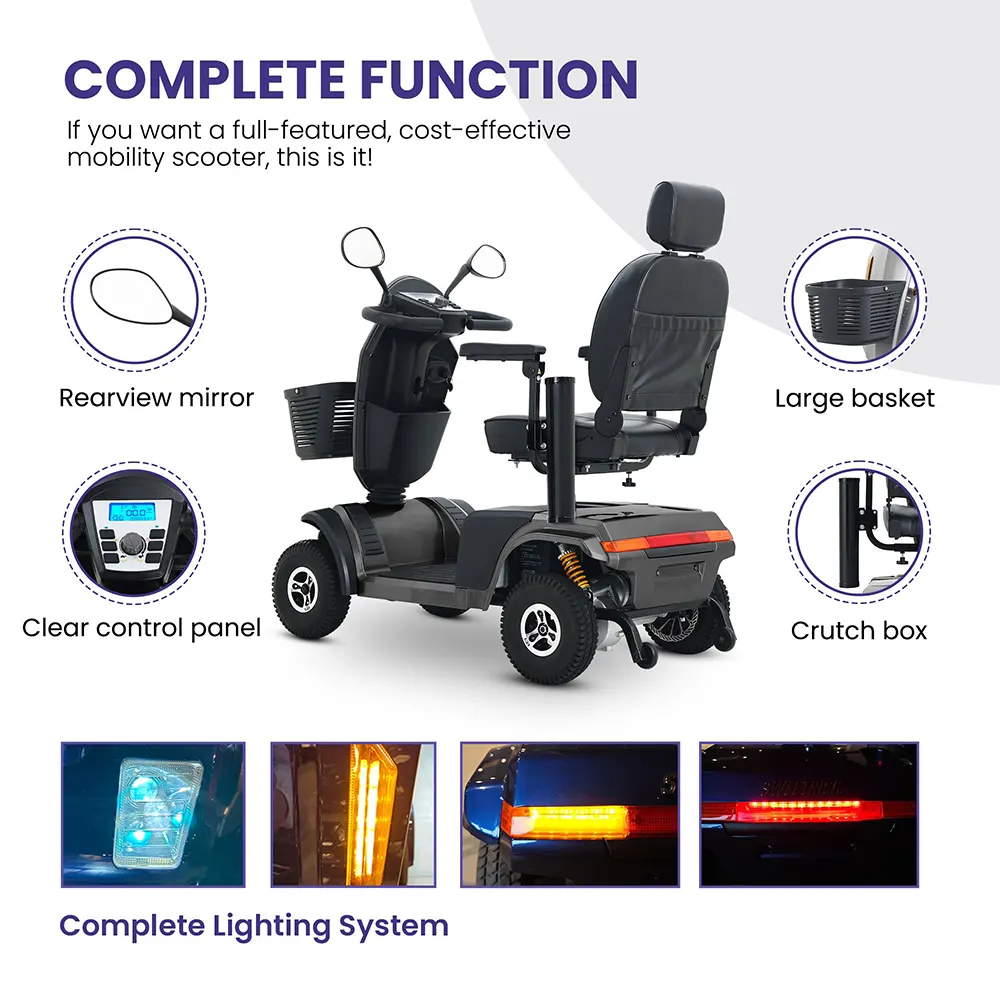 COMPLETE FUNCTION
If you want a full-featured, cost-effective
mobility scooter, this is it!
Rearview mirror
Large basket
Clear control panel
Crutch box
Complete Lighting System